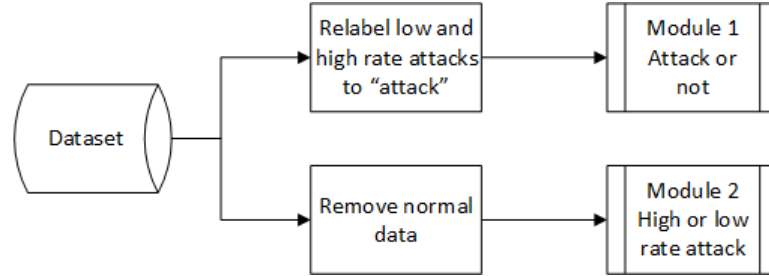 Dataset
Relabel low and
high rate attacks
to “attack”
Module 1
Attack or
not
Remove normal
data
Module 2
High or low
rate attack